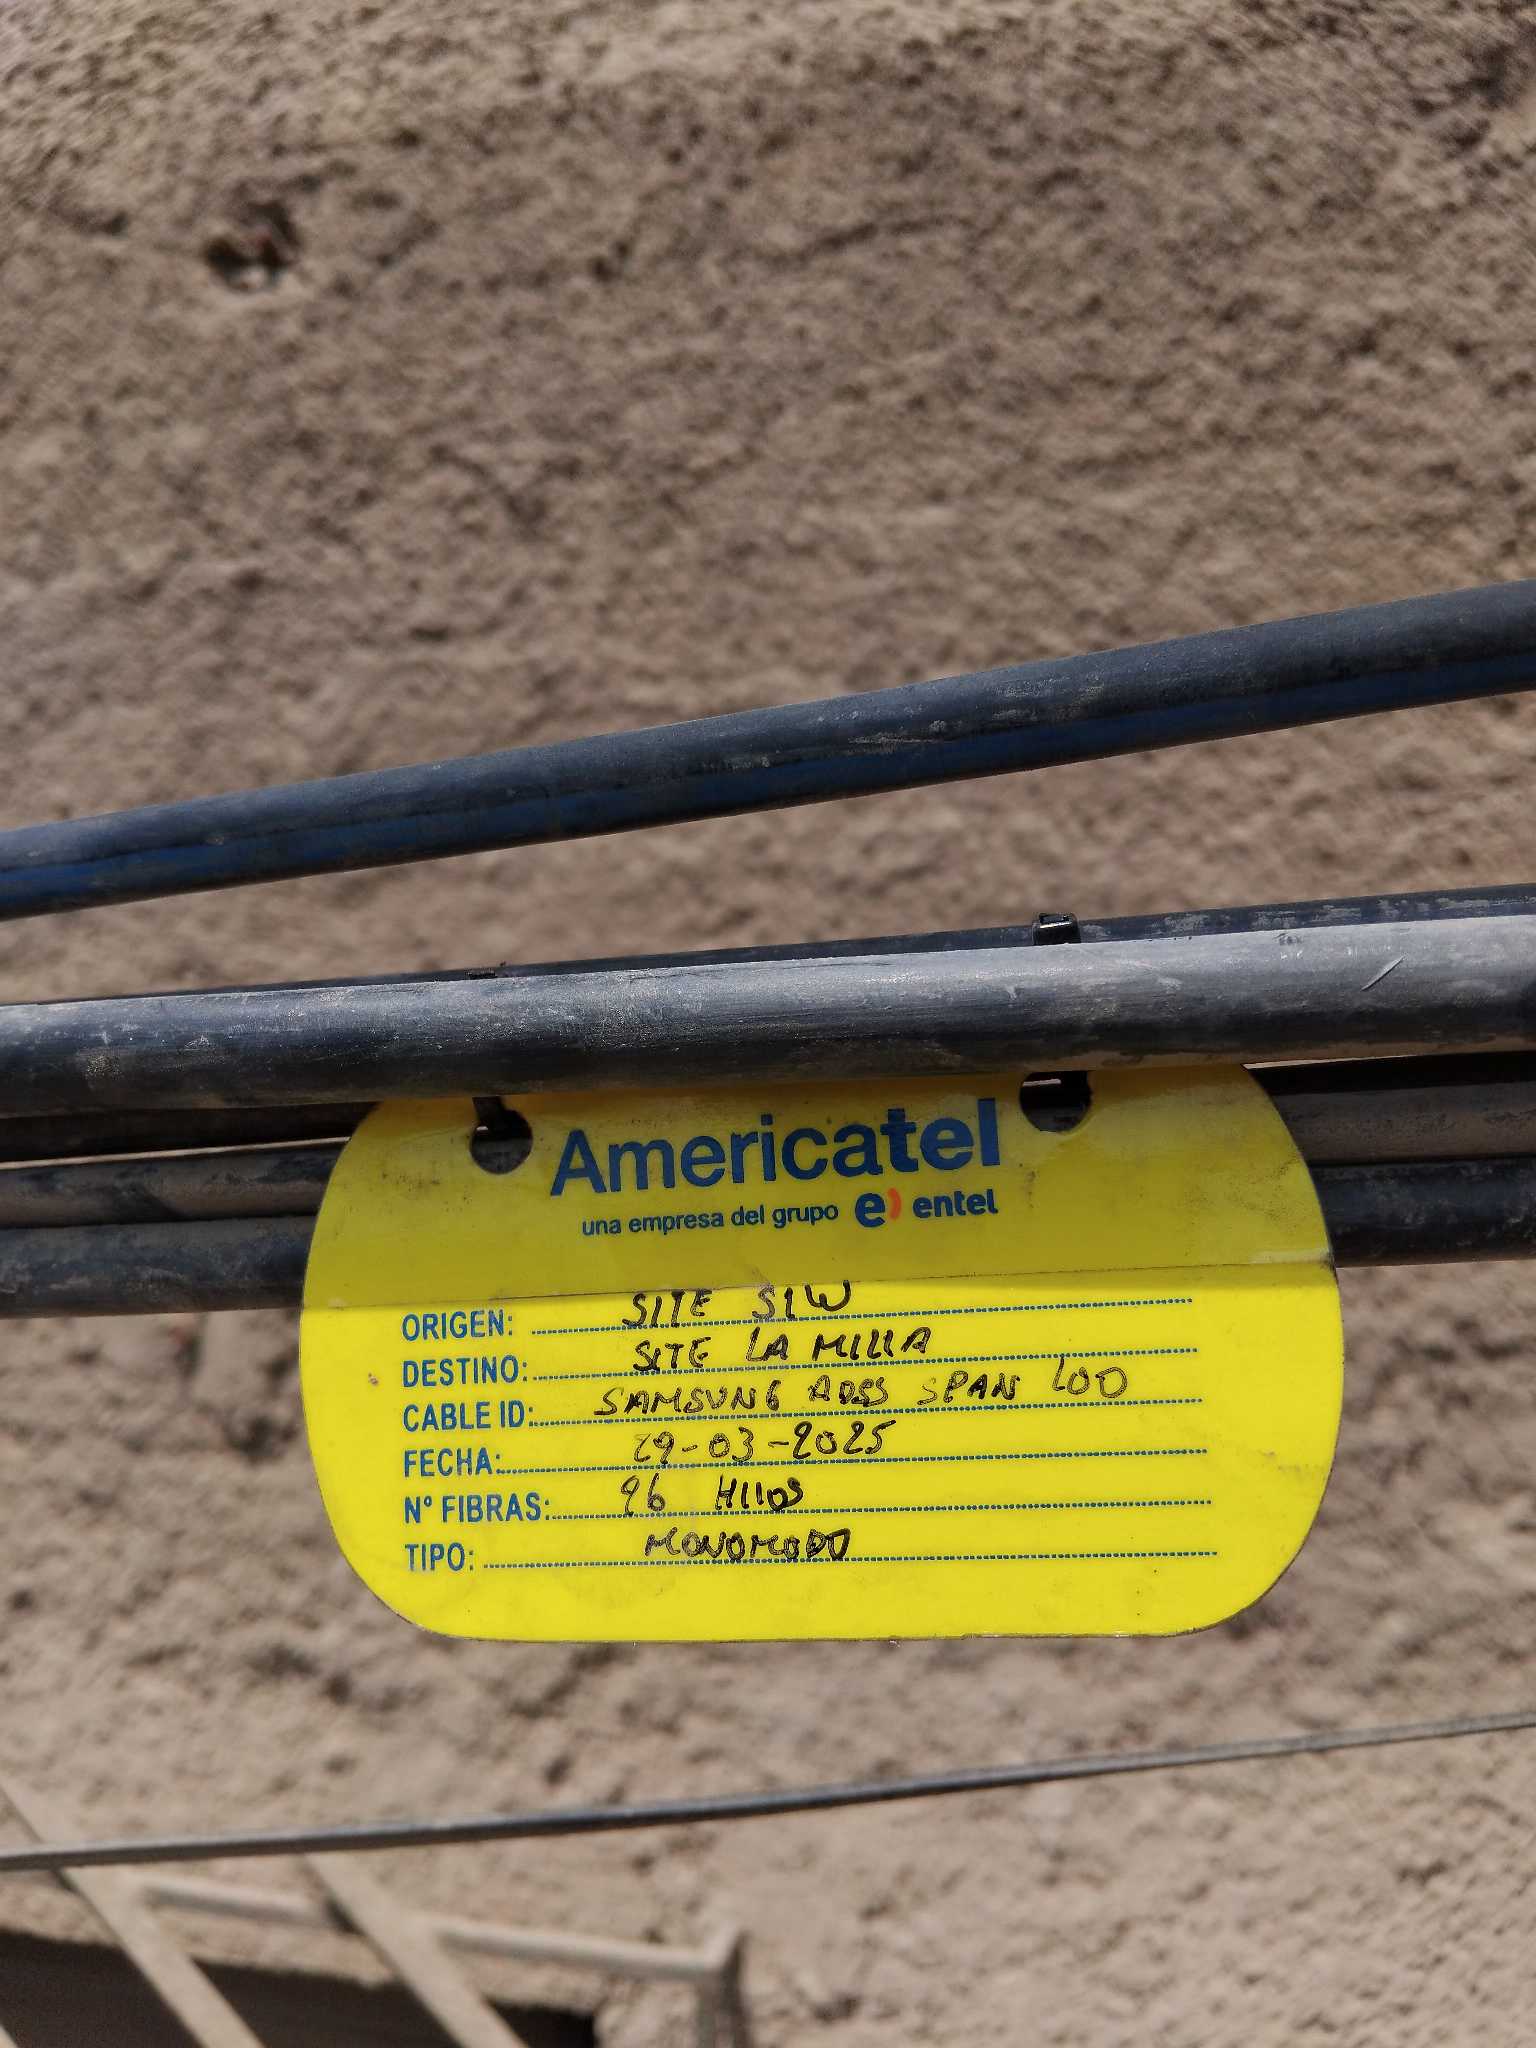 Americatel
una empresa del grupo e) entel
ORIGEN: SITE SIW
DESTINO: SITE LA MILLA
CABLE ID: SAMSUNG ADSS SPAN 100
FECHA: 29-03-2025
Nº FIBRAS: 96 HILOS
TIPO: MONOMODO